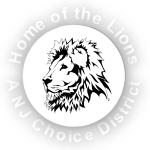 Home of the Lions
A NJ Choice District